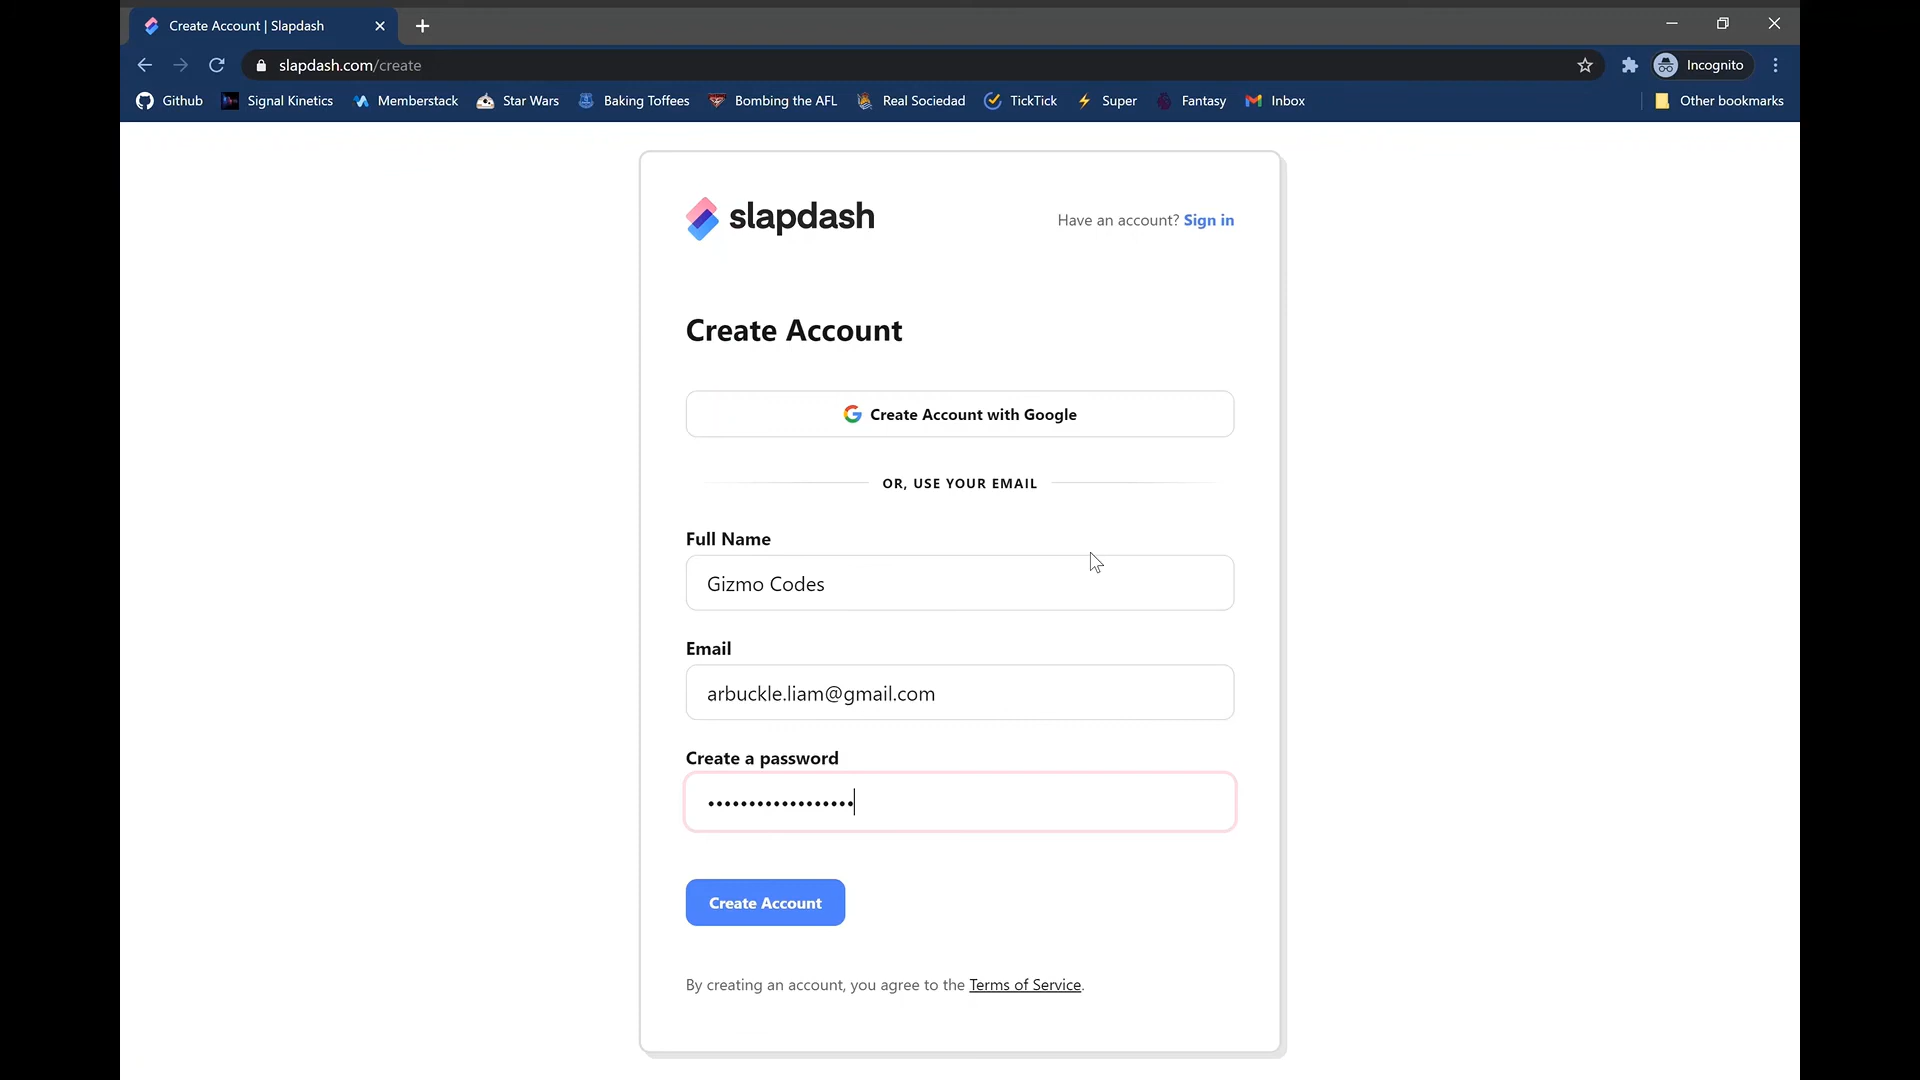 Create Account | Slapdash
slapdash.com/create
Incognito
Github
Signal Kinetics
Memberstack
Star Wars
Baking Toffees
Bombing the AFL
Real Sociedad
TickTick
Super
Fantasy
Inbox
Other bookmarks
slapdash
Have an account? Sign in
Create Account
Create Account with Google
OR, USE YOUR EMAIL
Full Name
Gizmo Codes
Email
arbuckle.liam@gmail.com
Create a password
••••••••••••••••••
Create Account
By creating an account, you agree to the Terms of Service.